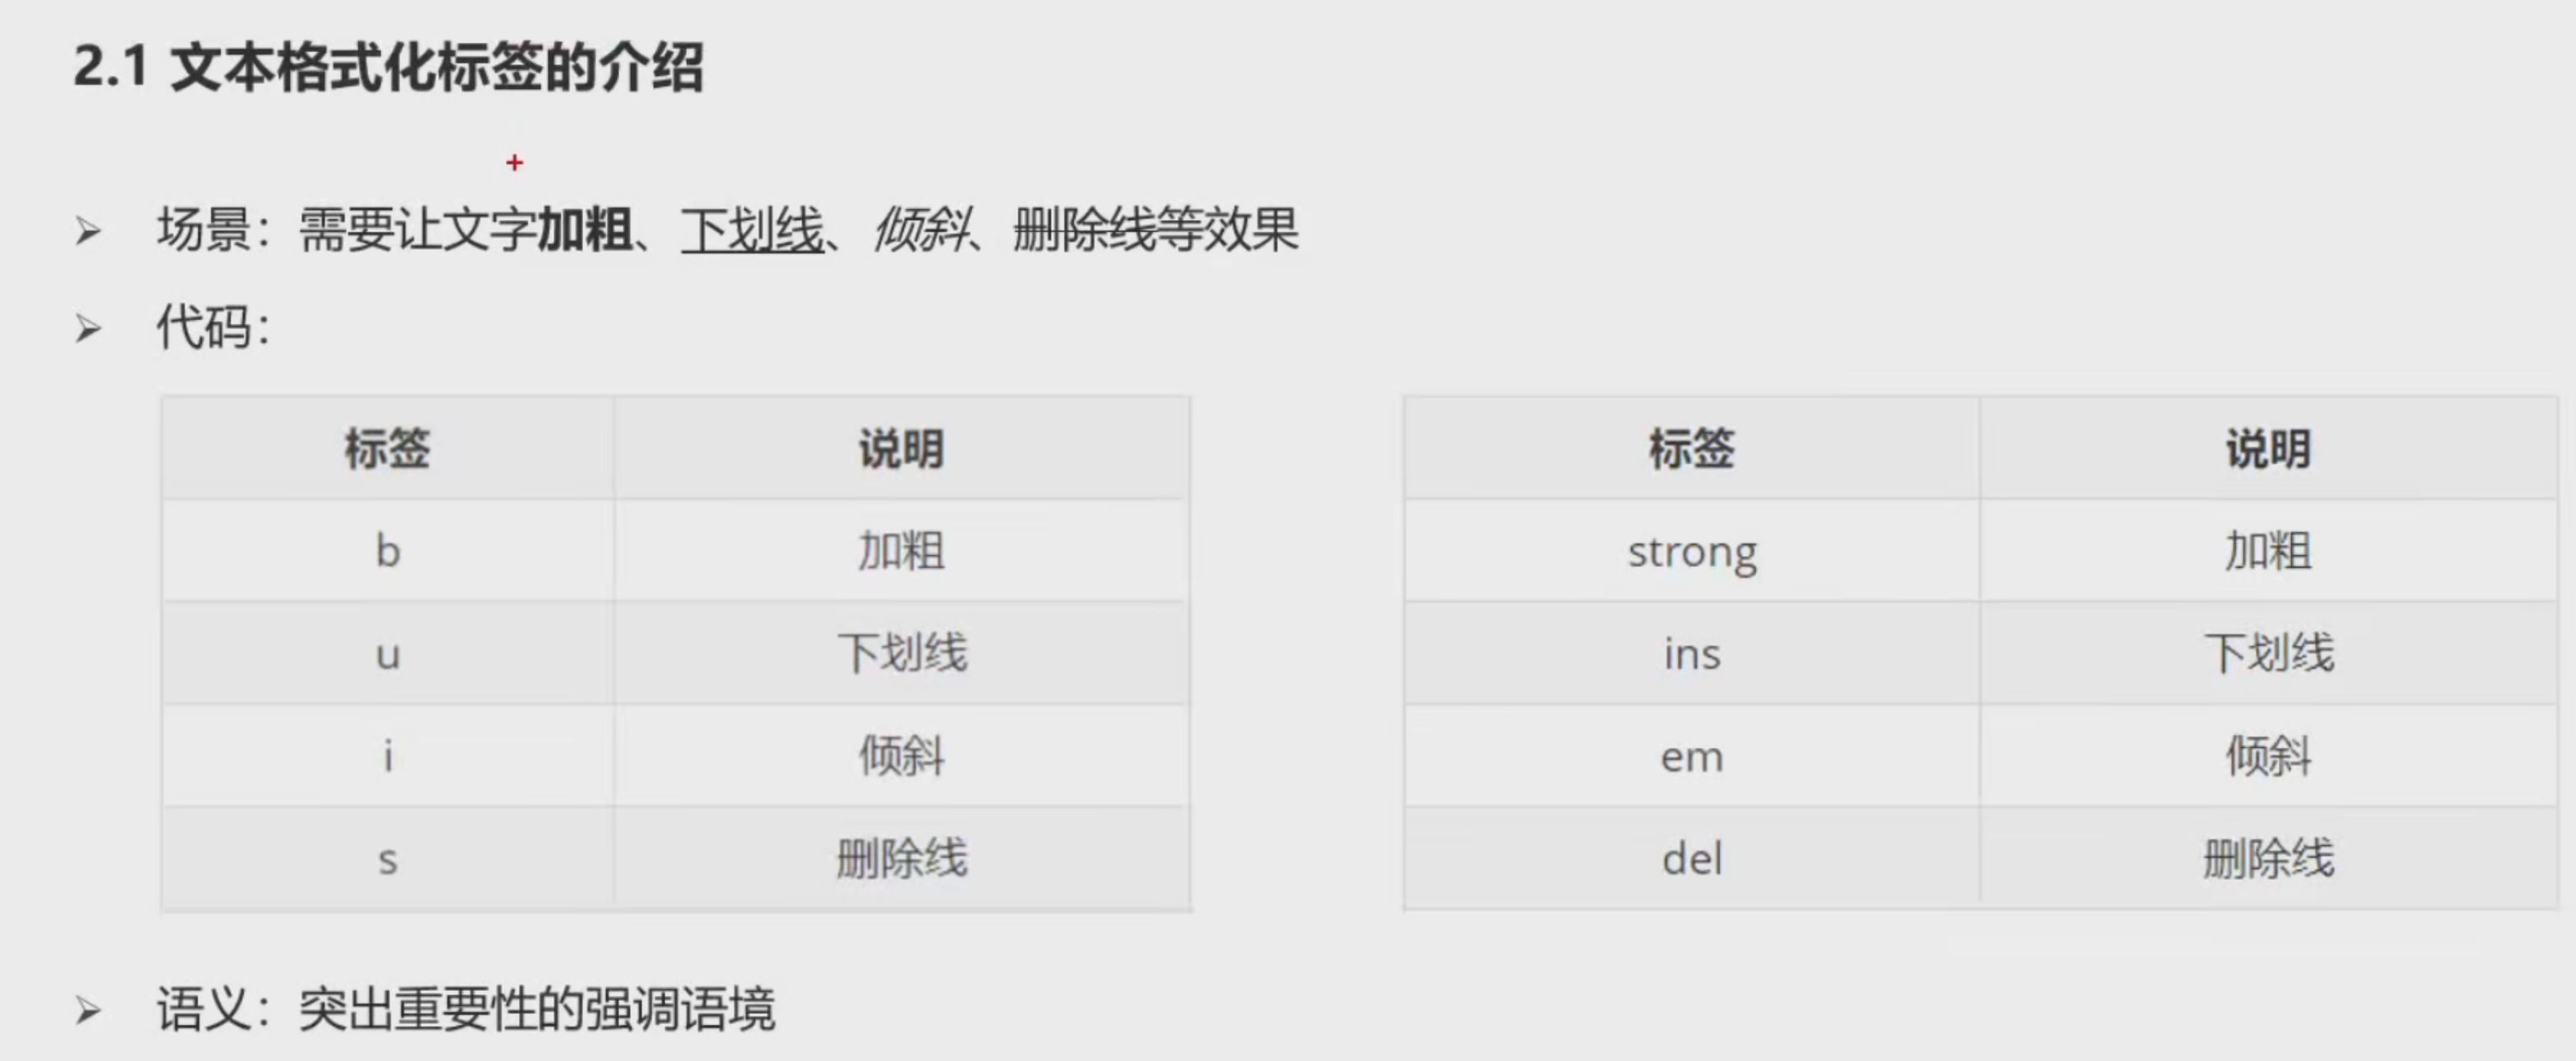 2.1 文本格式化标签的介绍
场景：需要让文字加粗、下划线、倾斜、删除线等效果
代码：
标签 说明
b 加粗
u 下划线
i 倾斜
s 删除线
标签 说明
strong 加粗
ins 下划线
em 倾斜
del 删除线
语义：突出重要性的强调语境